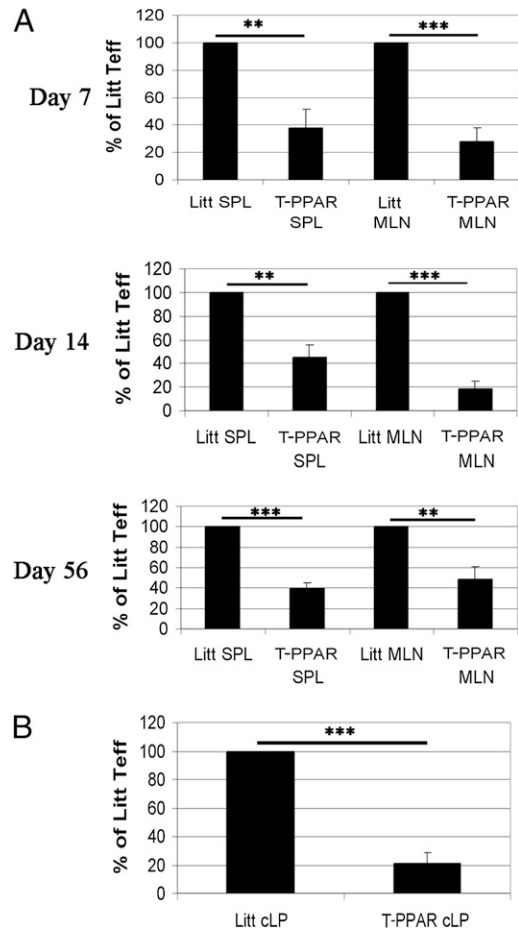 A
Day 7
% of Litt Teff
120
100
80
60
40
20
0
** ***
Litt SPL T-PPAR SPL Litt MLN T-PPAR MLN
Day 14
% of Litt Teff
120
100
80
60
40
20
0
** ***
Litt SPL T-PPAR SPL Litt MLN T-PPAR MLN
Day 56
% of Litt Teff
120
100
80
60
40
20
0
*** **
Litt SPL T-PPAR SPL Litt MLN T-PPAR MLN
B
% of Litt Teff
120
100
80
60
40
20
0
***
Litt cLP T-PPAR cLP